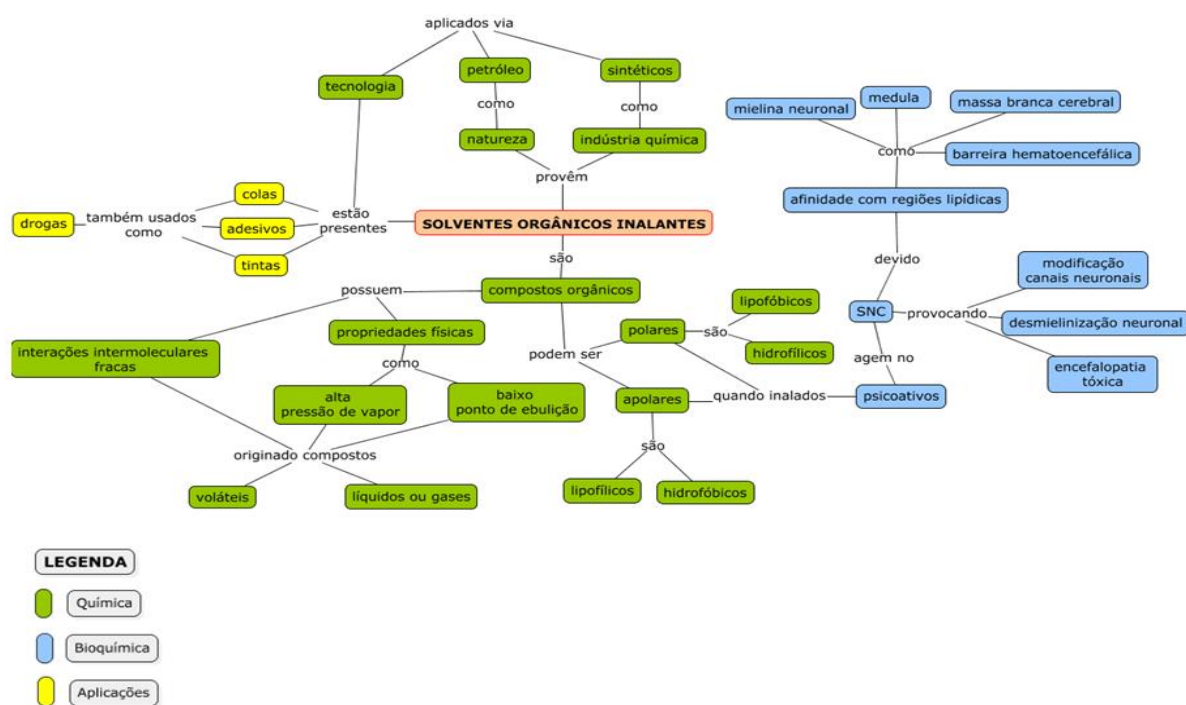 aplicados via
petróleo
sintéticos
tecnologia
como
como
natureza
indústria química
provêm
mielina neuronal
medula
massa branca cerebral
como
barreira hematoencefálica
afinidade com regiões lipídicas
devido
colas
drogas
também usados
como
adesivos
estão
presentes
tintas
SOLVENTES ORGÂNICOS INALANTES
são
compostos orgânicos
possuem
propriedades físicas
interações intermoleculares
fracas
como
alta
pressão de vapor
baixo
ponto de ebulição
originado compostos
voláteis
líquidos ou gases
podem ser
polares
são
lipofóbicos
hidrofílicos
apolares
quando inalados
são
lipofílicos
hidrofóbicos
psicoativos
agem no
SNC
provocando
modificação
canais neuronais
desmielinização neuronal
encefalopatia
tóxica
LEGENDA
Química
Bioquímica
Aplicações